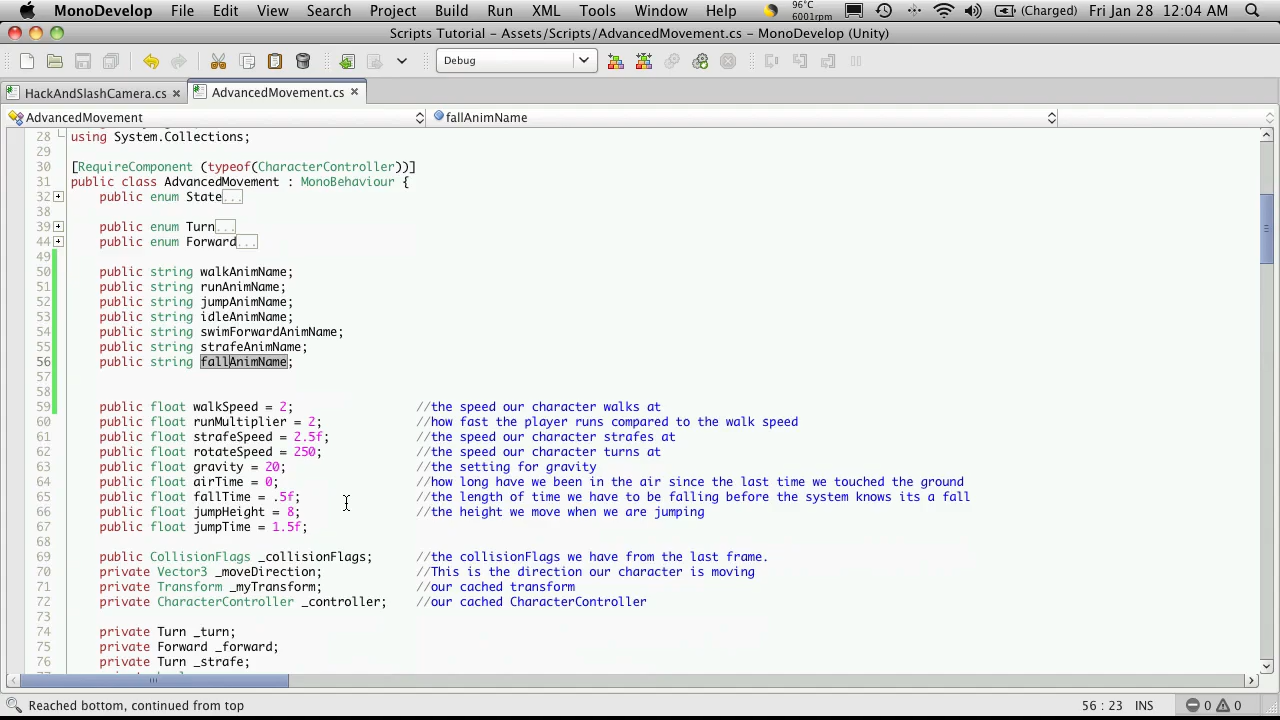 MonoDevelop File Edit View Search Project Build Run XML Tools Window Help 96°C 6001rpm (Charged) Fri Jan 28 12:04 AM
Scripts Tutorial - Assets/Scripts/AdvancedMovement.cs - MonoDevelop (Unity)
Debug
HackAndSlashCamera.cs AdvancedMovement.cs
AdvancedMovement fallAnimName
28 using System.Collections;
29
30 [RequireComponent (typeof(CharacterController))]
31 public class AdvancedMovement : MonoBehaviour {
32 public enum State...
38
39 public enum Turn...
44 public enum Forward...
49
50 public string walkAnimName;
51 public string runAnimName;
52 public string jumpAnimName;
53 public string idleAnimName;
54 public string swimForwardAnimName;
55 public string strafeAnimName;
56 public string fallAnimName;
57
58
59 public float walkSpeed = 2; //the speed our character walks at
60 public float runMultiplier = 2; //how fast the player runs compared to the walk speed
61 public float strafeSpeed = 2.5f; //the speed our character strafes at
62 public float rotateSpeed = 250; //the speed our character turns at
63 public float gravity = 20; //the setting for gravity
64 public float airTime = 0; //how long have we been in the air since the last time we touched the ground
65 public float fallTime = .5f; //the length of time we have to be falling before the system knows its a fall
66 public float jumpHeight = 8; //the height we move when we are jumping
67 public float jumpTime = 1.5f;
68
69 public CollisionFlags _collisionFlags; //the collisionFlags we have from the last frame.
70 private Vector3 _moveDirection; //This is the direction our character is moving
71 private Transform _myTransform; //our cached transform
72 private CharacterController _controller; //our cached CharacterController
73
74 private Turn _turn;
75 private Forward _forward;
76 private Turn _strafe;
Reached bottom, continued from top 56 : 23 INS 0 0